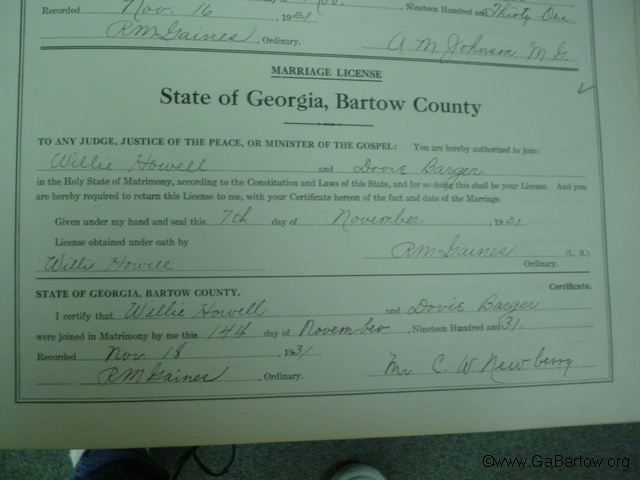 Recorded Nov. 16, 1931 Nineteen Hundred and Thirty One
RM Gaines, Ordinary. A. M. Johnson M. G.
MARRIAGE LICENSE
State of Georgia, Bartow County
TO ANY JUDGE, JUSTICE OF THE PEACE, OR MINISTER OF THE GOSPEL: You are hereby authorized to join:
Willie Howell and Dovie Barger
in the Holy State of Matrimony, according to the Constitution and Laws of this State, and for so doing this shall be your License. And you
are hereby required to return this License to me, with your Certificate hereon of the fact and date of the Marriage.
Given under my hand and seal this 7th day of November, 1931
License obtained under oath by RM Gaines (L. S.)
Willie Howell Ordinary.
STATE OF GEORGIA, BARTOW COUNTY. Certificate.
I certify that Willie Howell and Dovie Barger
were joined in Matrimony by me this 14th day of November, Nineteen Hundred and 31.
Recorded Nov. 18, 1931
RM Gaines, Ordinary. Mr C. W Newberry
©www.GaBartow.org